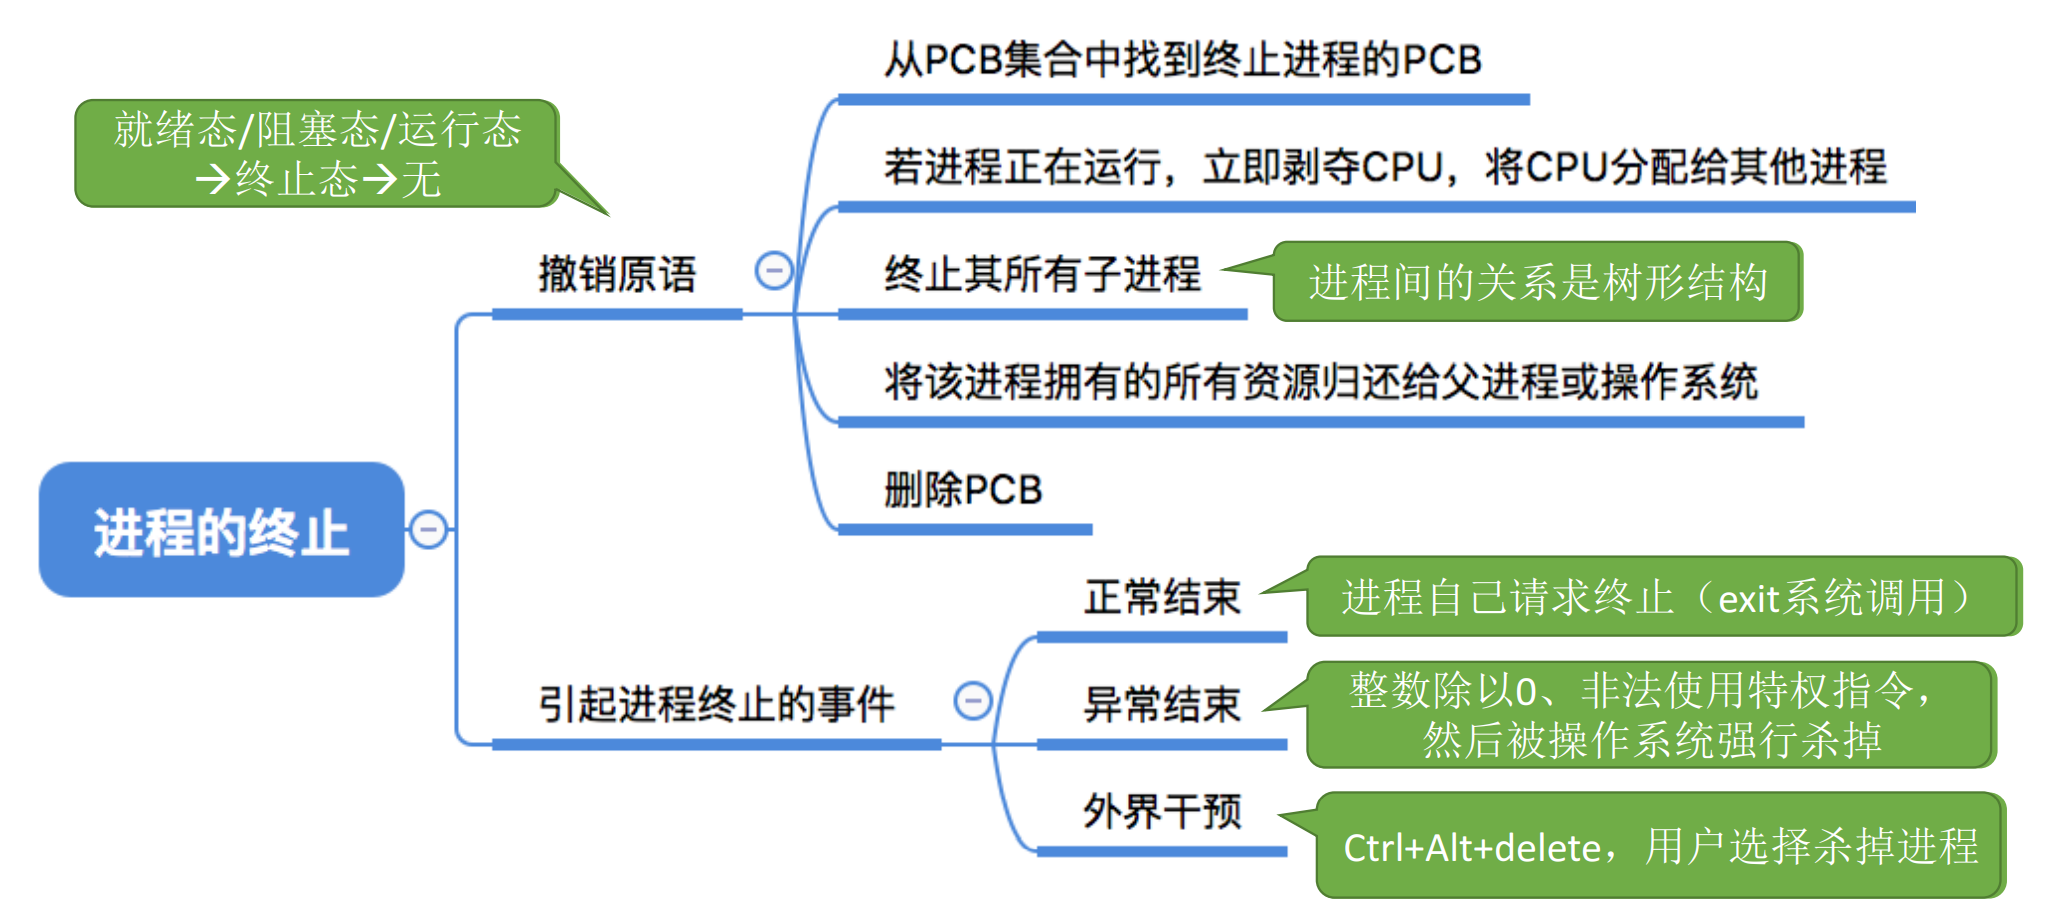 从PCB集合中找到终止进程的PCB
就绪态/阻塞态/运行态
→终止态→无
若进程正在运行，立即剥夺CPU，将CPU分配给其他进程
撤销原语
终止其所有子进程
进程间的关系是树形结构
将该进程拥有的所有资源归还给父进程或操作系统
删除PCB
进程的终止
正常结束
进程自己请求终止（exit系统调用）
引起进程终止的事件
异常结束
整数除以0、非法使用特权指令，
然后被操作系统强行杀掉
外界干预
Ctrl+Alt+delete，用户选择杀掉进程